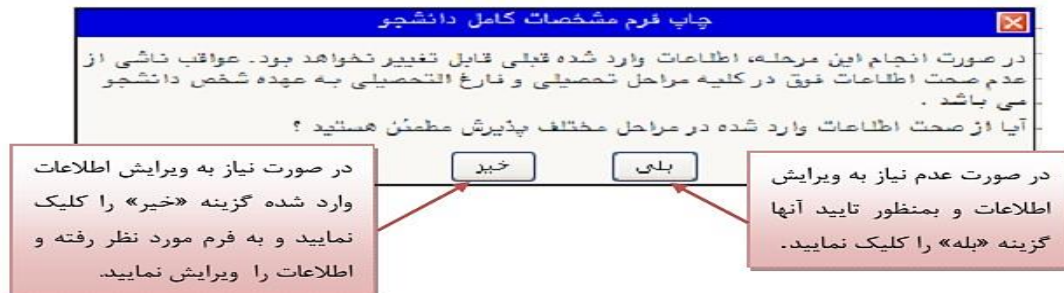 چاپ فرم مشخصات کامل دانشجو
در صورت انجام این مرحله، اطلاعات وارد شده قبلی قابل تغییر نخواهد بود. عواقب ناشی از
عدم صحت اطلاعات فوق در کلیه مراحل تحصیلی و فارغ التحصیلی به عهده شخص دانشجو
می باشد .
آیا از صحت اطلاعات وارد شده در مراحل مختلف پذیرش مطمئن هستید ؟
بلی
خیر
در صورت عدم نیاز به ویرایش
اطلاعات و بمنظور تایید آنها
گزینه «بله» را کلیک نمایید.
در صورت نیاز به ویرایش اطلاعات
وارد شده گزینه «خیر» را کلیک
نمایید و به فرم مورد نظر رفته و
اطلاعات را ویرایش نمایید.